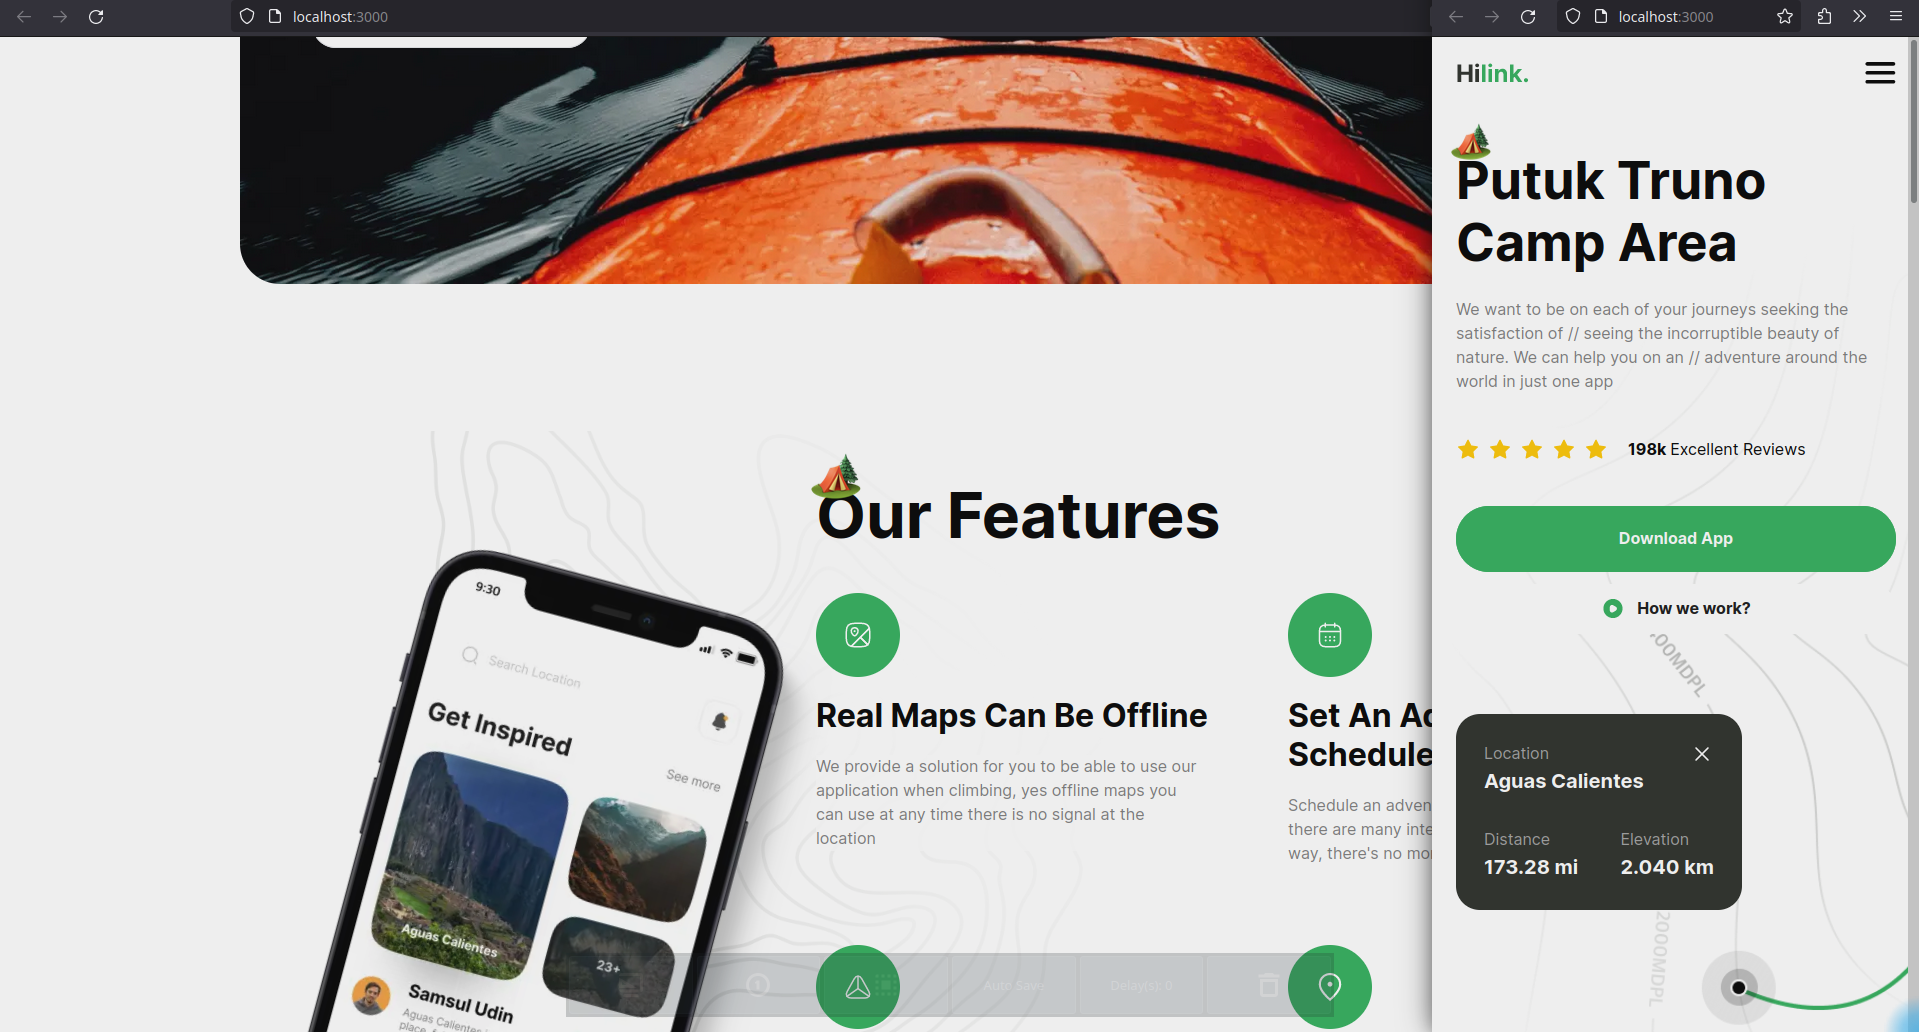 localhost:3000
Our Features
Real Maps Can Be Offline
We provide a solution for you to be able to use our
application when climbing, yes offline maps you
can use at any time there is no signal at the
location
Set An
Schedule
Schedule an
there are many
way, there's no
9:30
Search Location
Get Inspired
See more
Aguas Calientes
23+
Samsul Udin
Aguas Calientes
place,
Auto Save
Delay(s):
localhost:3000
Hilink.
Putuk Truno
Camp Area
We want to be on each of your journeys seeking the
satisfaction of // seeing the incorruptible beauty of
nature. We can help you on an // adventure around the
world in just one app
198k Excellent Reviews
Download App
How we work?
00MDPL
Location
Aguas Calientes
Distance
Elevation
173.28 mi
2.040 km
2000MDPL